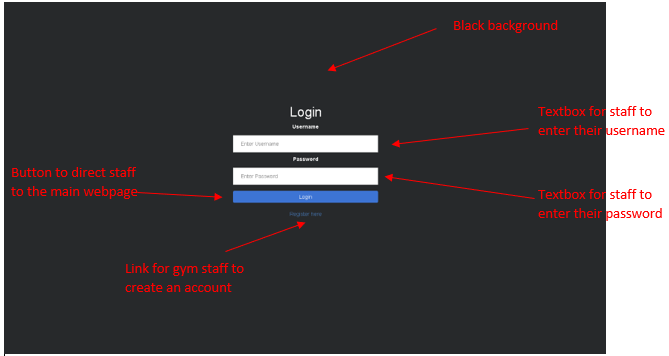 Black background
Login
Username
Textbox for staff to
enter their username
Enter Username
Password
Button to direct staff
to the main webpage
Enter Password
Textbox for staff to
enter their password
Login
Register here
Link for gym staff to
create an account